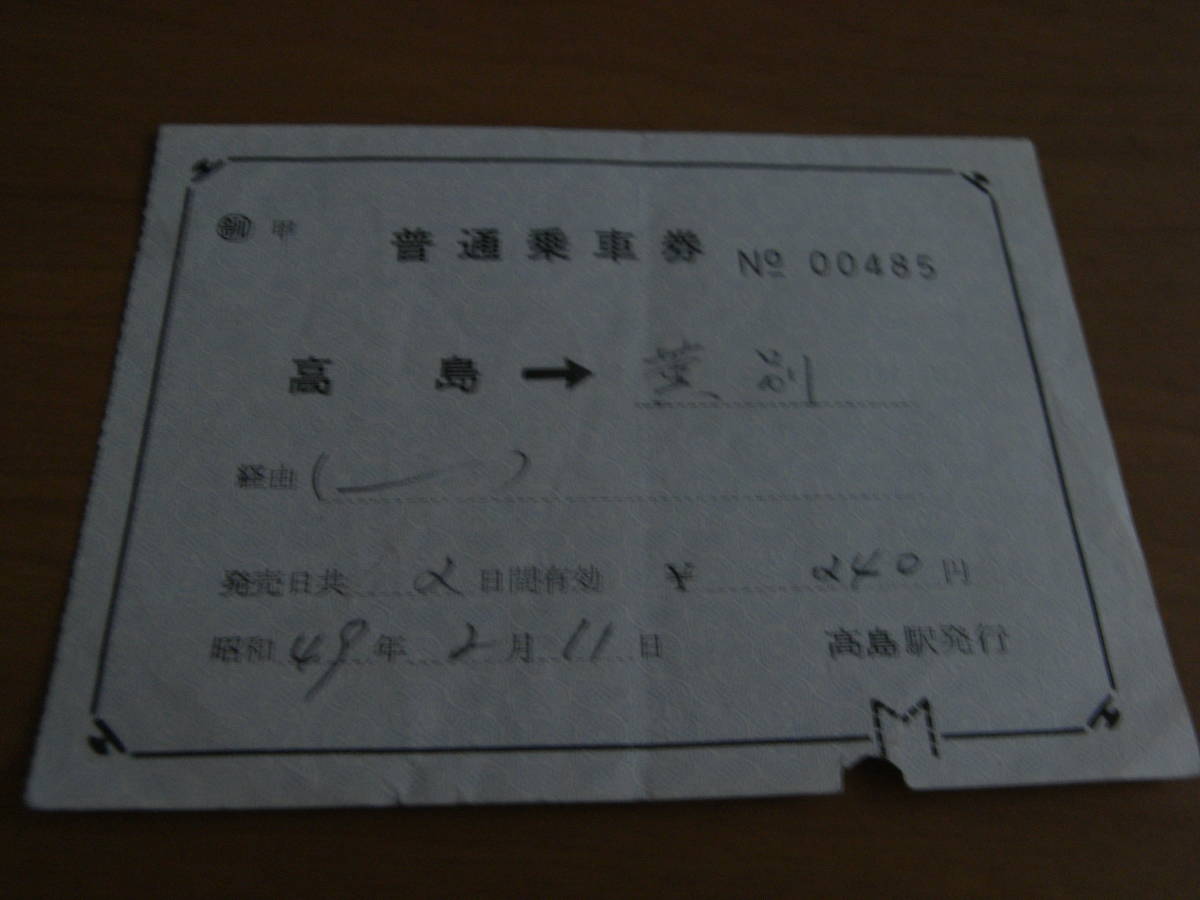 ㊙ 甲
普通乗車券 № 00485
高島 → 薫別
経由( )
発売日共 2 日間有効 ¥ 240 円
昭和 49 年 2 月 11 日 高島駅発行